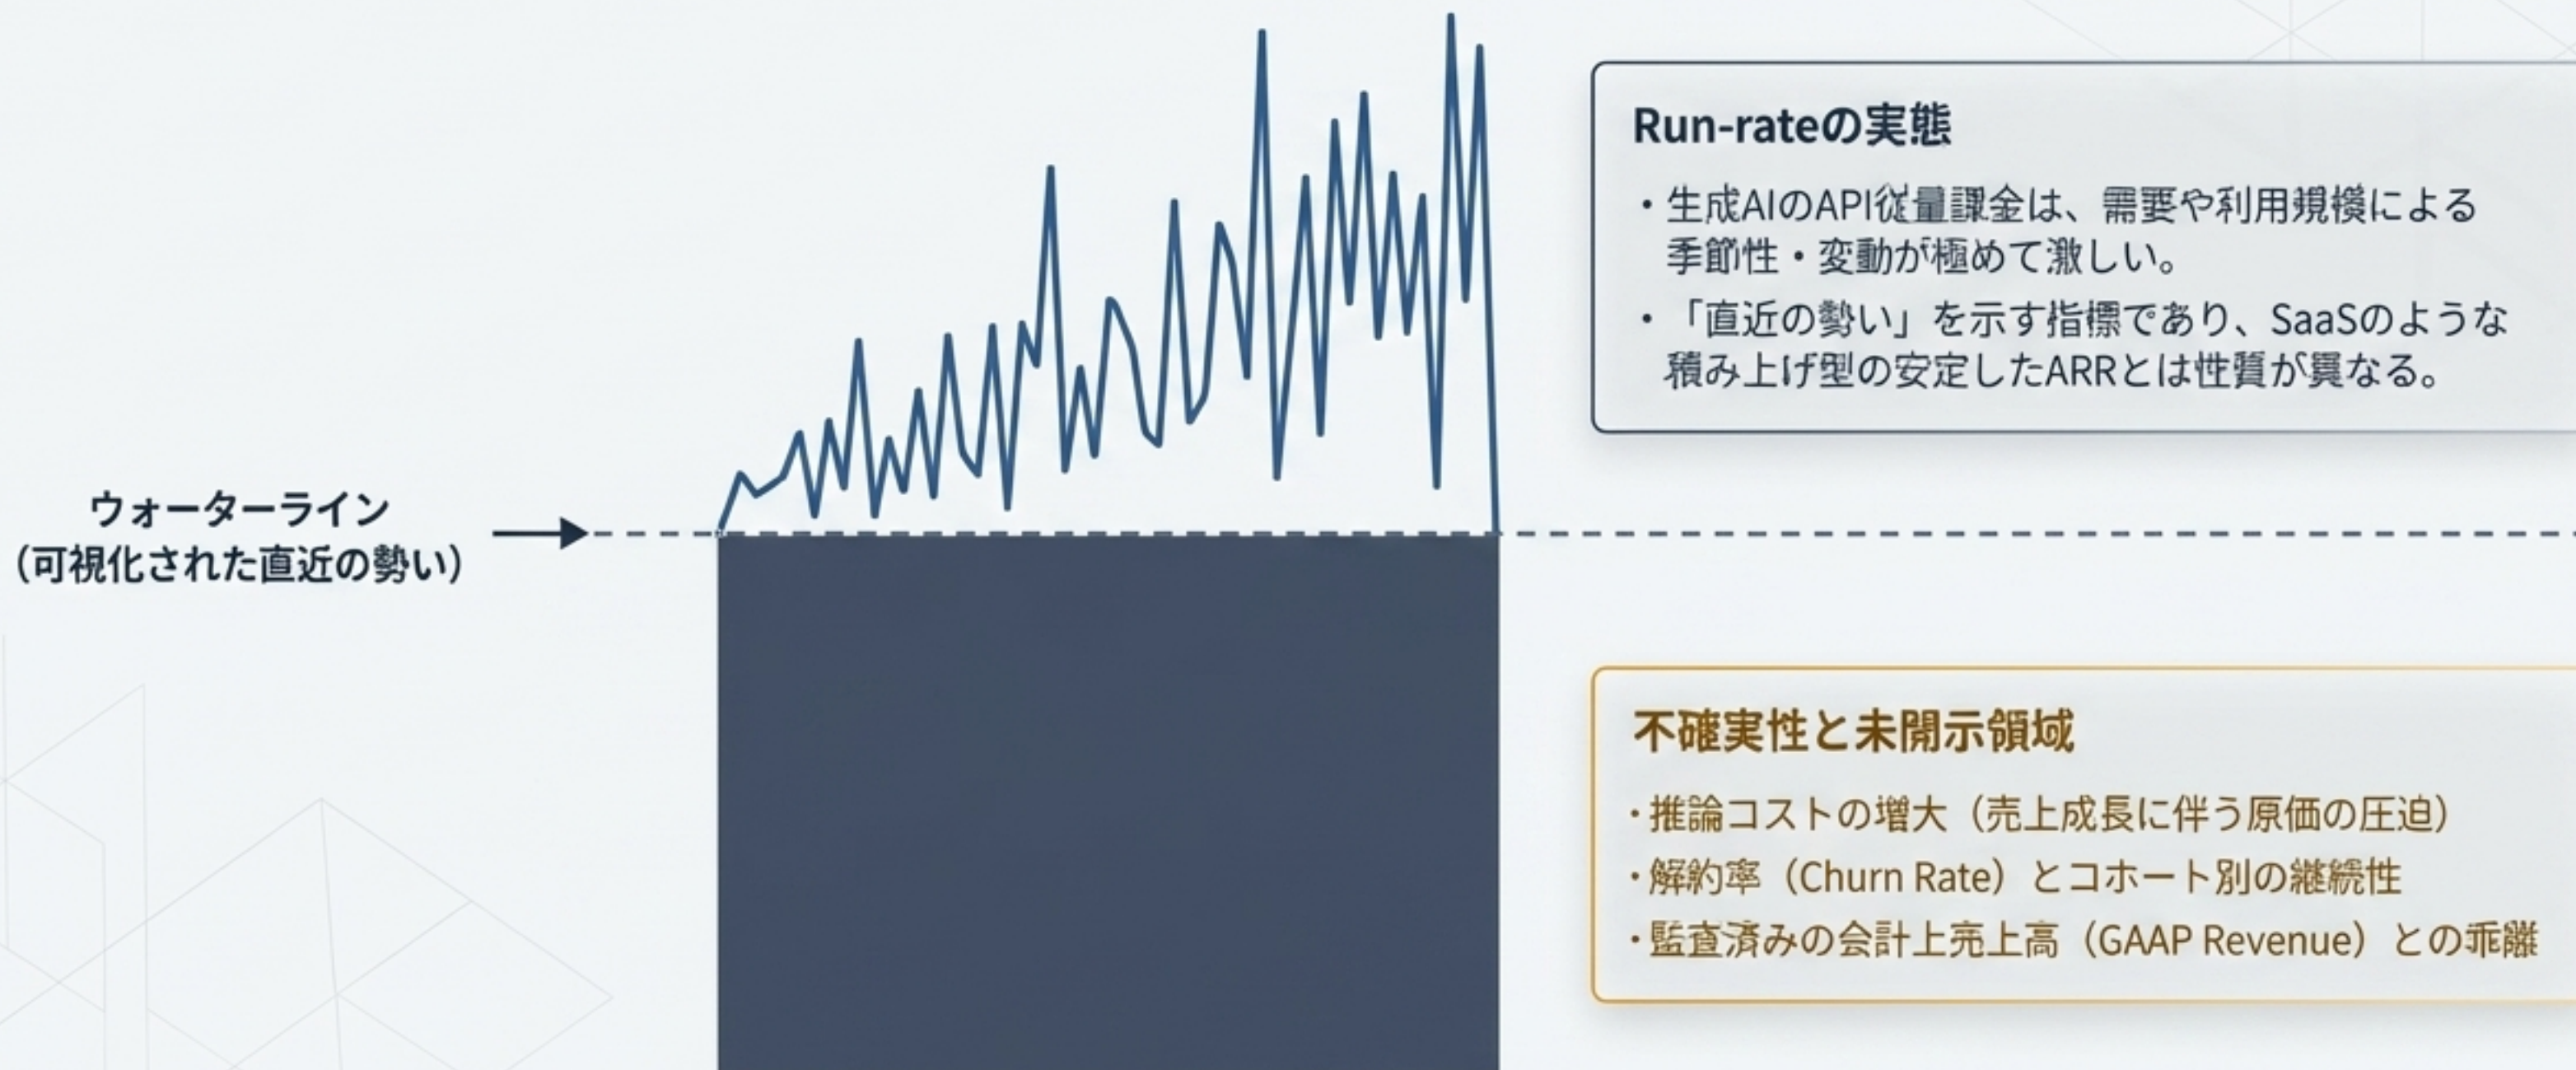 Run-rateの実態
・生成AIのAPI従量課金は、需要や利用規模による
季節性・変動が極めて激しい。
・「直近の勢い」を示す指標であり、SaaSのような
積み上げ型の安定したARRとは性質が異なる。
ウォーターライン
（可視化された直近の勢い）
不確実性と未開示領域
・推論コストの増大（売上成長に伴う原価の圧迫）
・解約率（Churn Rate）とコホート別の継続性
・監査済みの会計上売上高（GAAP Revenue）との乖離